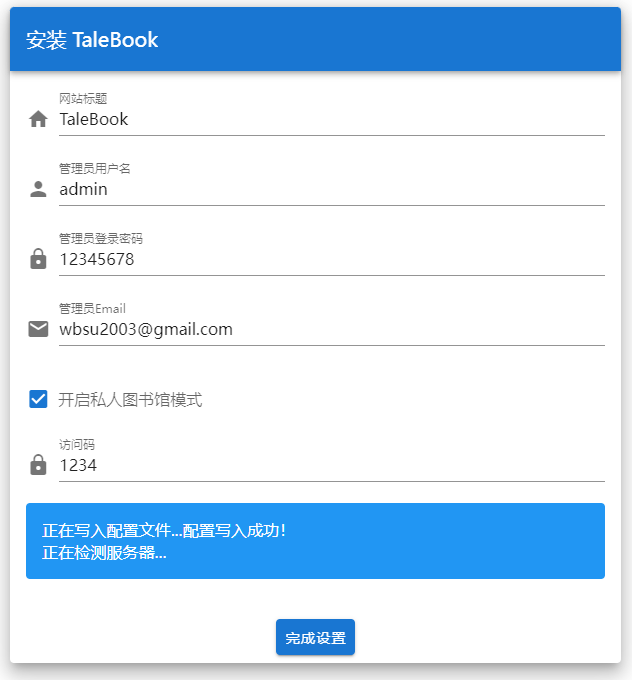 安装 TaleBook
网站标题
TaleBook
管理员用户名
admin
管理员登录密码
12345678
管理员Email
wbsu2003@gmail.com
开启私人图书馆模式
访问码
1234
正在写入配置文件...配置写入成功!
正在检测服务器...
完成设置